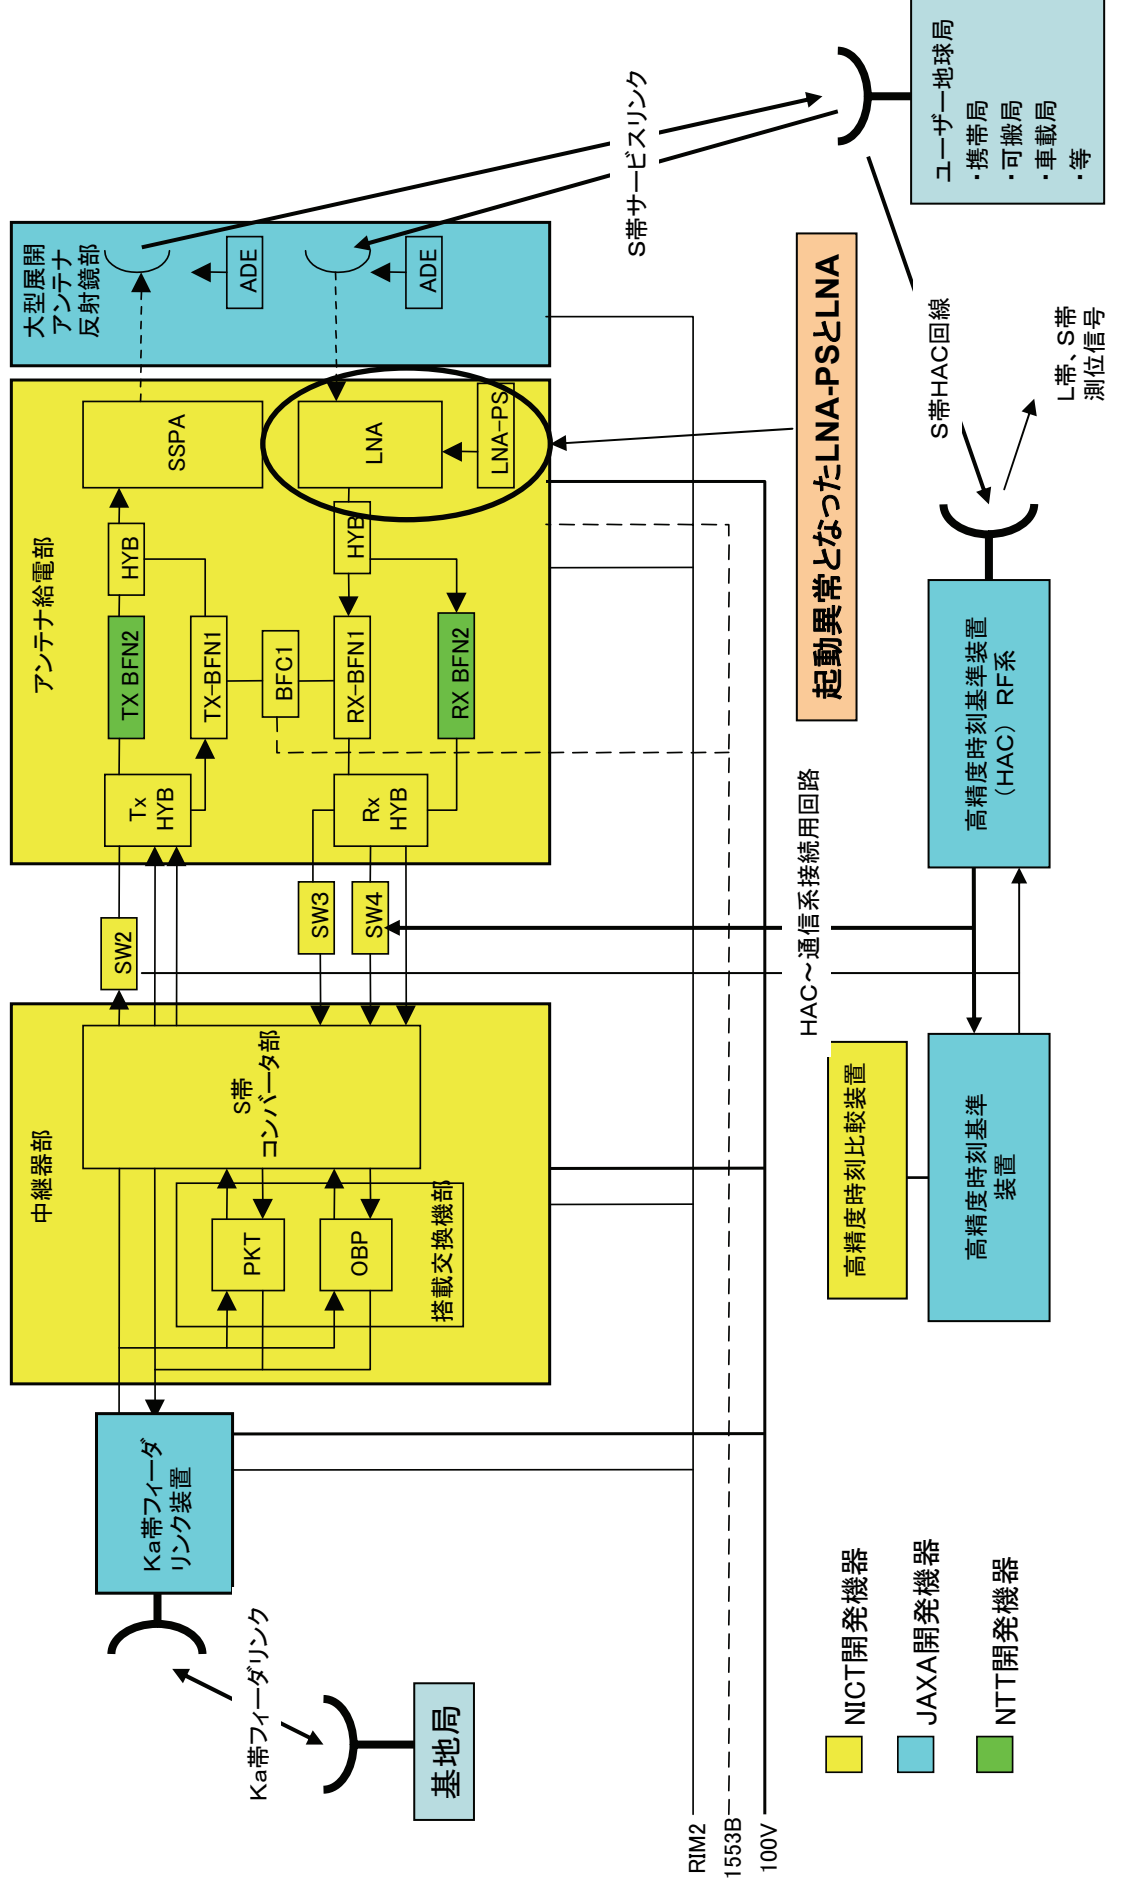 大型展開
アンテナ
反射鏡部
ADE
ADE
アンテナ給電部
SSPA
LNA
LNA-PS
HYB
HYB
TX BFN2
TX-BFN1
BFC1
RX-BFN1
RX BFN2
Tx
HYB
Rx
HYB
SW2
SW3
SW4
中継器部
S帯
コンバータ部
PKT
OBP
搭載交換機部
Ka帯フィーダ
リンク装置
Ka帯フィーダリンク
基地局
S帯サービスリンク
ユーザー地球局
・携帯局
・可搬局
・車載局
・等
S帯HAC回線
L帯、S帯
測位信号
起動異常となったLNA-PSとLNA
HAC～通信系接続用回路
高精度時刻基準装置
（HAC） RF系
高精度時刻比較装置
高精度時刻基準
装置
RIM2
1553B
100V
NICT開発機器
JAXA開発機器
NTT開発機器